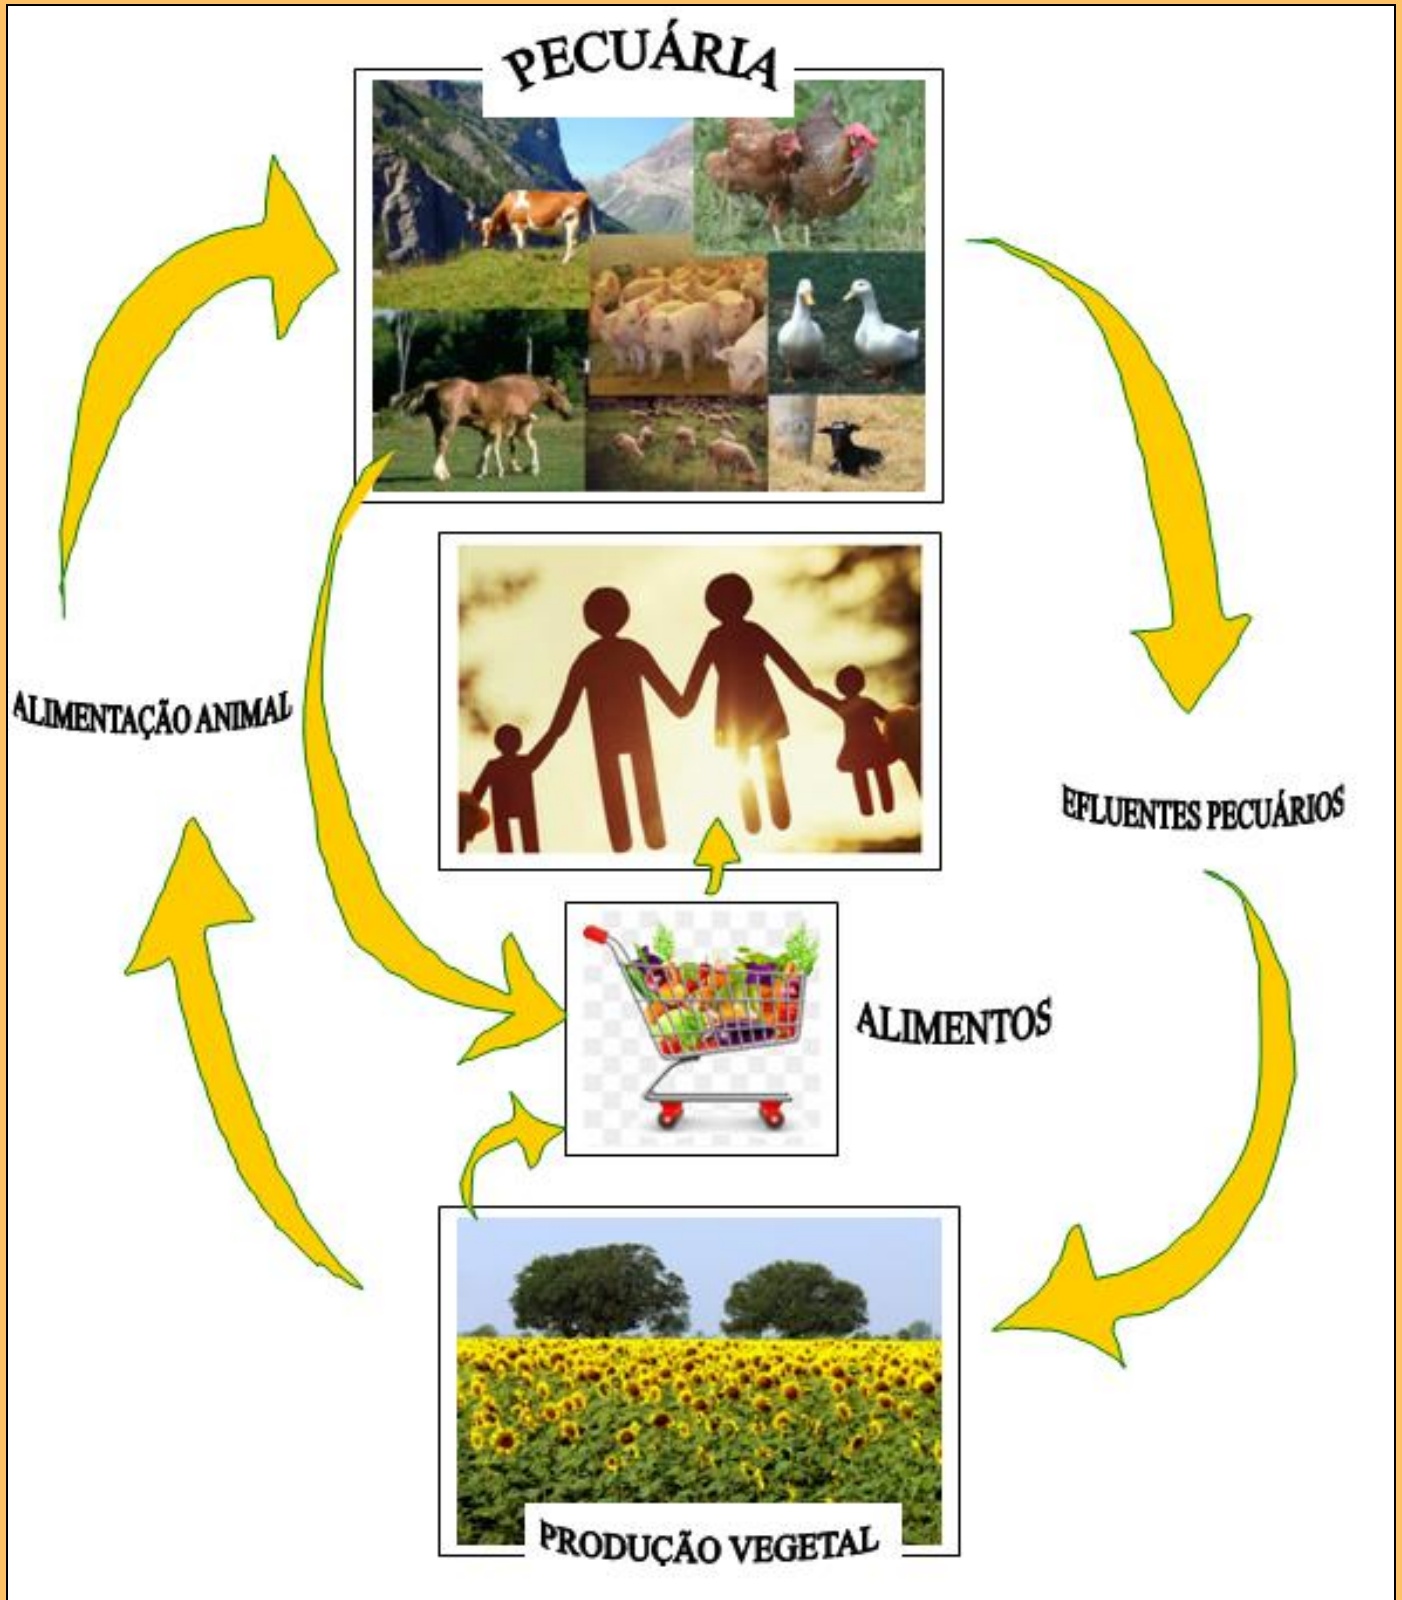 PECUÁRIA
ALIMENTAÇÃO ANIMAL
EFLUENTES PECUÁRIOS
ALIMENTOS
PRODUÇÃO VEGETAL